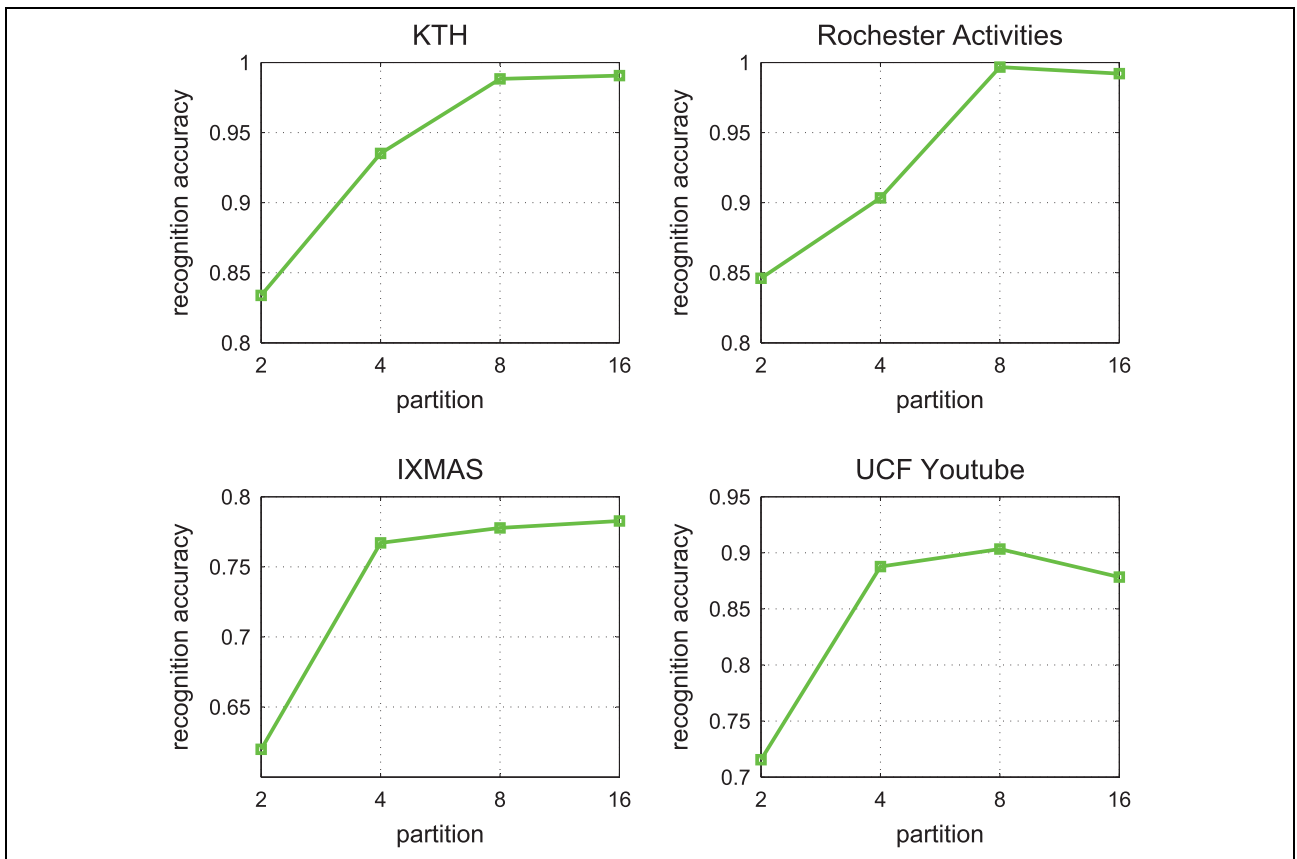 KTH
1
0.95
0.9
0.85
0.8
recognition accuracy
2 4 8 16
partition
Rochester Activities
1
0.95
0.9
0.85
0.8
recognition accuracy
2 4 8 16
partition
IXMAS
0.8
0.75
0.7
0.65
recognition accuracy
2 4 8 16
partition
UCF Youtube
0.95
0.9
0.85
0.8
0.75
0.7
recognition accuracy
2 4 8 16
partition